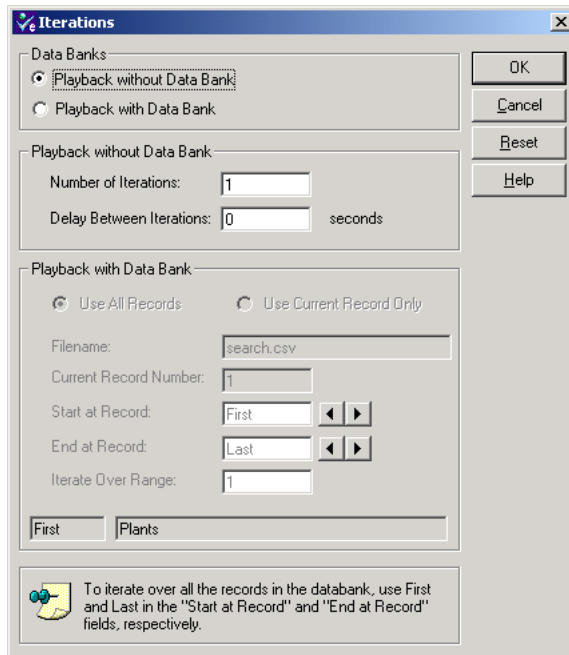 Iterations
Data Banks
Playback without Data Bank
Playback with Data Bank
OK
Cancel
Reset
Help
Playback without Data Bank
Number of Iterations: 1
Delay Between Iterations: 0 seconds
Playback with Data Bank
Use All Records Use Current Record Only
Filename: search.csv
Current Record Number: 1
Start at Record: First
End at Record: Last
Iterate Over Range: 1
First Plants
To iterate over all the records in the databank, use First
and Last in the "Start at Record" and "End at Record"
fields, respectively.